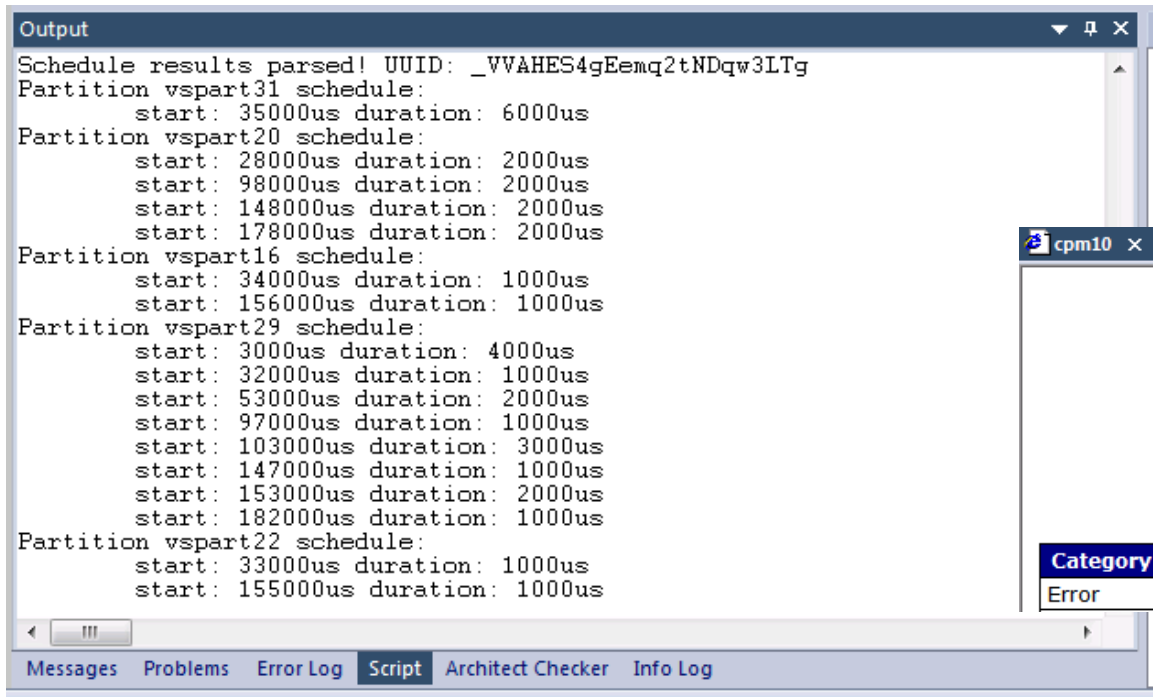 Output
Schedule results parsed! UUID: _VVAHES4gEemq2tNDqw3LTg
Partition vspart31 schedule:
start: 35000us duration: 6000us
Partition vspart20 schedule:
start: 28000us duration: 2000us
start: 98000us duration: 2000us
start: 148000us duration: 2000us
start: 178000us duration: 2000us
Partition vspart16 schedule:
start: 34000us duration: 1000us
start: 156000us duration: 1000us
Partition vspart29 schedule:
start: 3000us duration: 4000us
start: 32000us duration: 1000us
start: 53000us duration: 2000us
start: 97000us duration: 1000us
start: 103000us duration: 3000us
start: 147000us duration: 1000us
start: 153000us duration: 2000us
start: 182000us duration: 1000us
Partition vspart22 schedule:
start: 33000us duration: 1000us
start: 155000us duration: 1000us
Messages Problems Error Log Script Architect Checker Info Log
cpm10
Category
Error